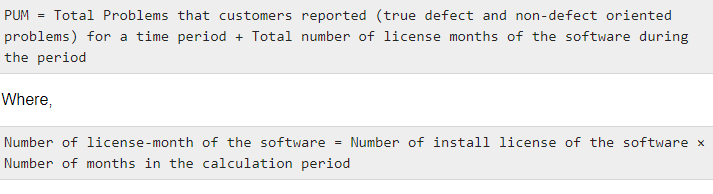 PUM = Total Problems that customers reported (true defect and non-defect oriented
problems) for a time period + Total number of license months of the software during
the period
Where,
Number of license-month of the software = Number of install license of the software ×
Number of months in the calculation period